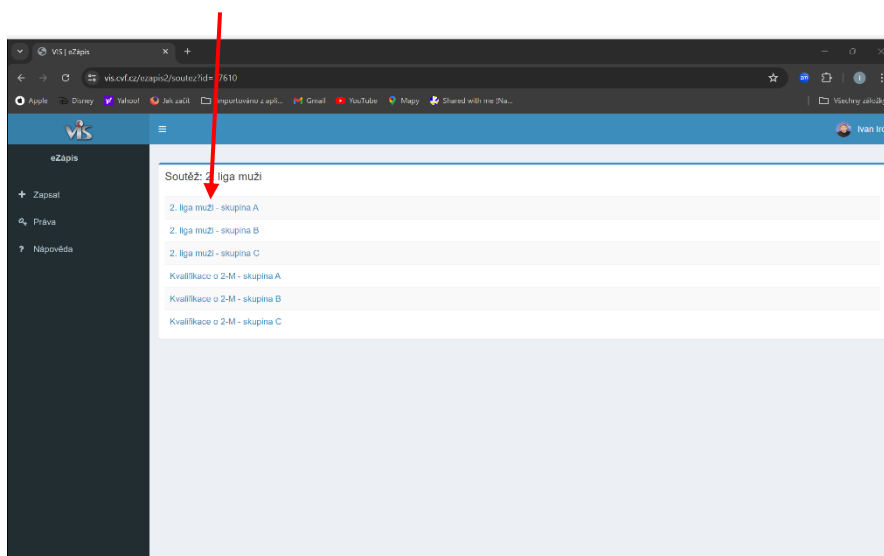 VIS | eZápis
vis.cvf.cz/ezapis2/soutez?id= 7610
Apple Disney Yahoo! Jak začít Importováno z apli... Gmail YouTube Mapy Shared with me (Na... Všechny záložky
VIS Ivan
eZápis
Soutěž: 2. liga muži
Zapsat
2. liga muži - skupina A
Práva
2. liga muži - skupina B
Nápověda
2. liga muži - skupina C
Kvalifikace o 2-M - skupina A
Kvalifikace o 2-M - skupina B
Kvalifikace o 2-M - skupina C